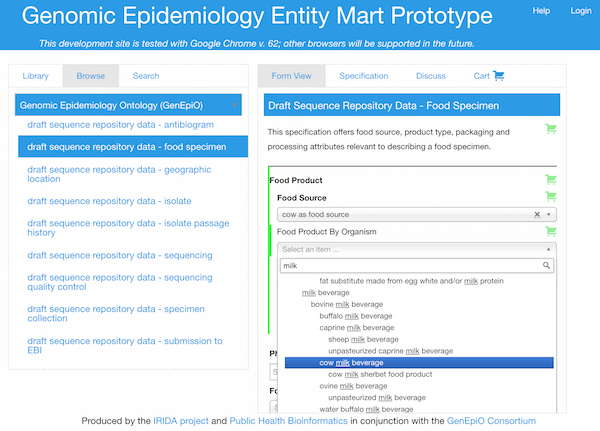 Genomic Epidemiology Entity Mart Prototype
Help Login
This development site is tested with Google Chrome v. 62; other browsers will be supported in the future.
Library Browse Search
Genomic Epidemiology Ontology (GenEpiO)
draft sequence repository data - antibiogram
draft sequence repository data - food specimen
draft sequence repository data - geographic
location
draft sequence repository data - isolate
draft sequence repository data - isolate passage
history
draft sequence repository data - sequencing
draft sequence repository data - sequencing
quality control
draft sequence repository data - specimen
collection
draft sequence repository data - submission to
EBI
Form View Specification Discuss Cart
Draft Sequence Repository Data - Food Specimen
This specification offers food source, product type, packaging and
processing attributes relevant to describing a food specimen.
Food Product
Food Source
cow as food source
Food Product By Organism
Select an item ...
milk
fat substitute made from egg white and/or milk protein
milk beverage
bovine milk beverage
buffalo milk beverage
caprine milk beverage
sheep milk beverage
unpasteurized caprine milk beverage
cow milk beverage
cow milk sherbet food product
ovine milk beverage
unpasteurized ovine milk beverage
water buffalo milk beverage
Ph
S
Fo
Produced by the IRIDA project and Public Health Bioinformatics in conjunction with the GenEpiO Consortium